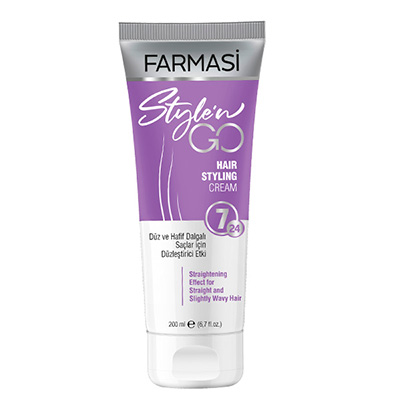 FARMASİ
Style'n
GO
HAIR
STYLING
CREAM
7
24
Düz ve Hafif Dalgalı
Saçlar için
Düzleştirici Etki
Straightening
Effect for
Straight and
Slightly Wavy Hair
200 ml ℮ (6,7 fl.oz.)